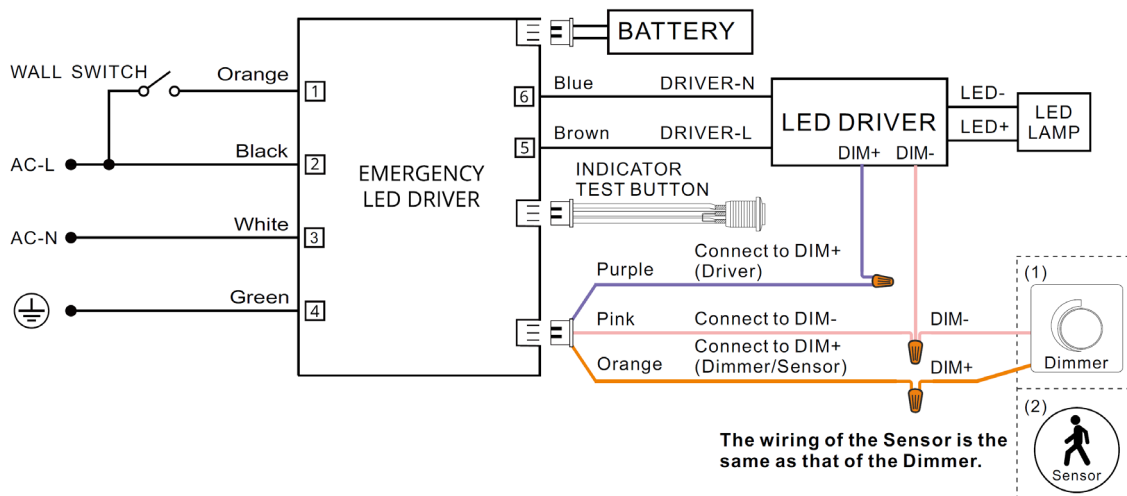 BATTERY
WALL SWITCH
Orange
1
AC-L
Black
2
AC-N
White
3
Green
4
EMERGENCY
LED DRIVER
6
Blue
DRIVER-N
5
Brown
DRIVER-L
LED DRIVER
DIM+ DIM-
LED-
LED+
LED
LAMP
INDICATOR
TEST BUTTON
Purple
Connect to DIM+
(Driver)
Pink
Connect to DIM-
DIM-
Orange
Connect to DIM+
(Dimmer/Sensor)
DIM+
(1)
Dimmer
(2)
Sensor
The wiring of the Sensor is the
same as that of the Dimmer.